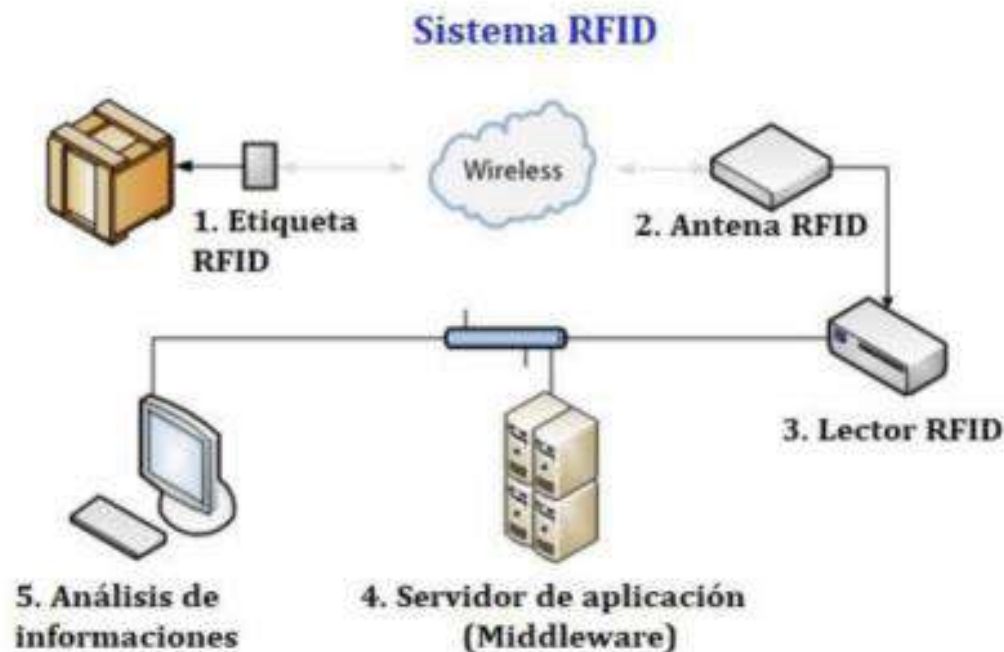 Sistema RFID
Wireless
1. Etiqueta
RFID
2. Antena RFID
3. Lector RFID
5. Análisis de
informaciones
4. Servidor de aplicación
(Middleware)